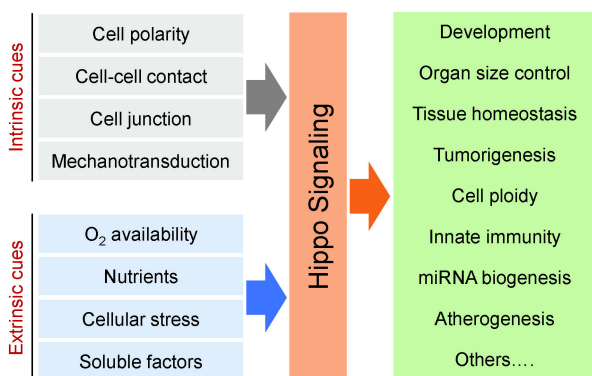 Intrinsic cues
Cell polarity
Cell-cell contact
Cell junction
Mechanotransduction
Extrinsic cues
O₂ availability
Nutrients
Cellular stress
Soluble factors
Hippo Signaling
Development
Organ size control
Tissue homeostasis
Tumorigenesis
Cell ploidy
Innate immunity
miRNA biogenesis
Atherogenesis
Others....